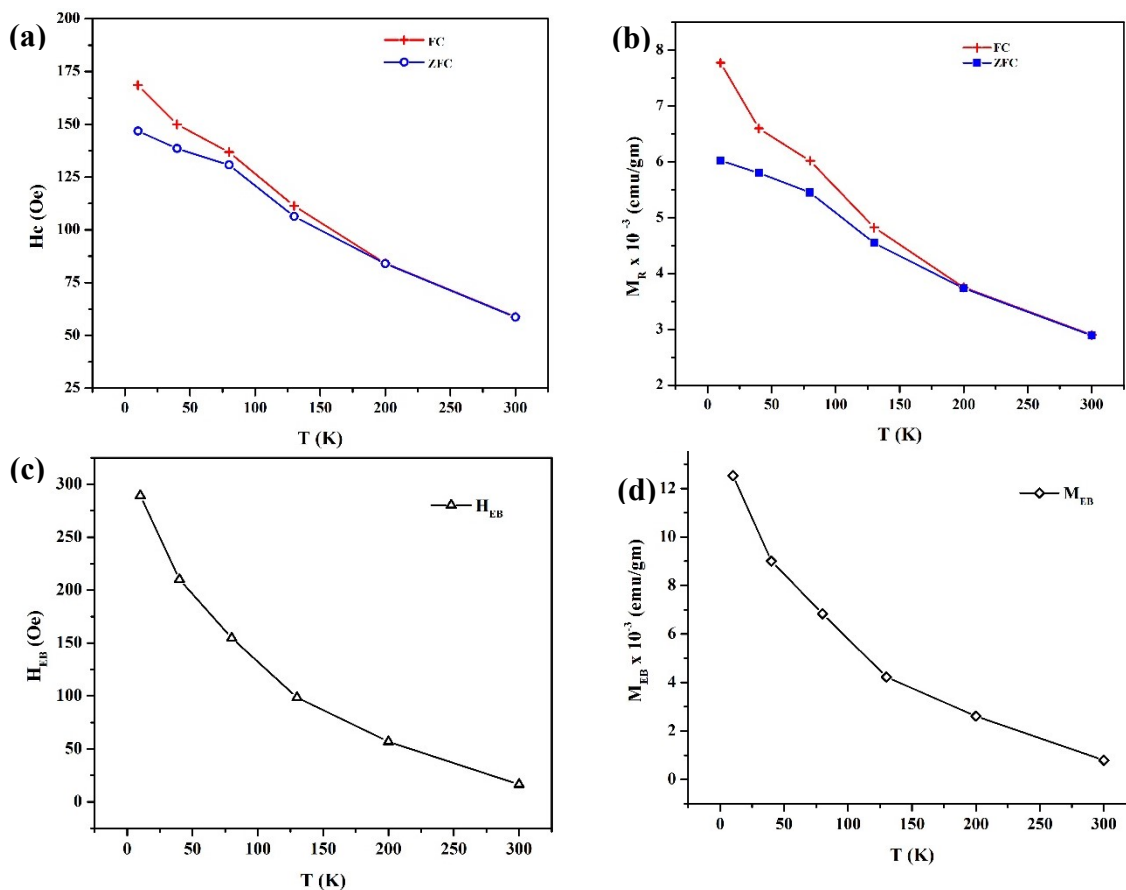 (a)
200
175
150
125
100
75
50
25
Hc (Oe)
FC
ZFC
0 50 100 150 200 250 300
T (K)
(b)
8
7
6
5
4
3
2
M_R x 10^-3 (emu/gm)
FC
ZFC
0 50 100 150 200 250 300
T (K)
(c)
300
250
200
150
100
50
0
H_EB (Oe)
H_EB
0 50 100 150 200 250 300
T (K)
(d)
12
10
8
6
4
2
0
M_EB x 10^-3 (emu/gm)
M_EB
0 50 100 150 200 250 300
T (K)